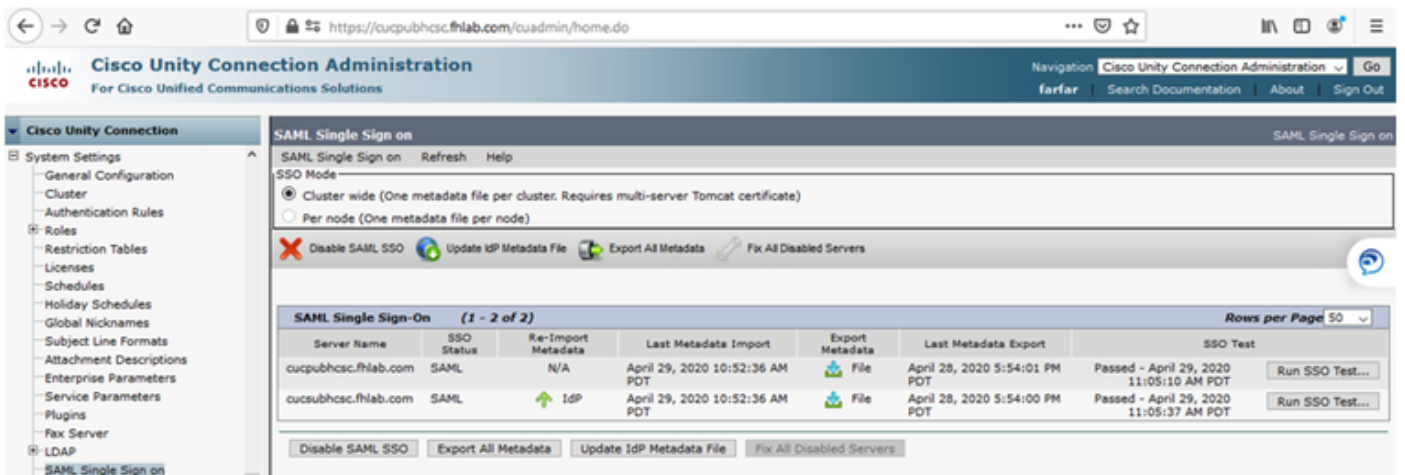 https://cucpubhcsc.fhlab.com/cuadmin/home.do
CISCO
Cisco Unity Connection Administration
For Cisco Unified Communications Solutions
Navigation Cisco Unity Connection Administration Go
farfar | Search Documentation | About | Sign Out
Cisco Unity Connection
System Settings
General Configuration
Cluster
Authentication Rules
Roles
Restriction Tables
Licenses
Schedules
Holiday Schedules
Global Nicknames
Subject Line Formats
Attachment Descriptions
Enterprise Parameters
Service Parameters
Plugins
Fax Server
LDAP
SAML Single Sign on
SAML Single Sign on SAML Single Sign on
SAML Single Sign on Refresh Help
SSO Mode
Cluster wide (One metadata file per cluster. Requires multi-server Tomcat certificate)
Per node (One metadata file per node)
Disable SAML SSO Update IdP Metadata File Export All Metadata Fix All Disabled Servers
SAML Single Sign-On (1 - 2 of 2) Rows per Page 50
Server Name SSO Status Re-Import Metadata Last Metadata Import Export Metadata Last Metadata Export SSO Test
cucpubhcsc.fhlab.com SAML N/A April 29, 2020 10:52:36 AM PDT File April 28, 2020 5:54:01 PM PDT Passed - April 29, 2020 11:05:10 AM PDT Run SSO Test...
cucsubhcsc.fhlab.com SAML IdP April 29, 2020 10:52:36 AM PDT File April 28, 2020 5:54:00 PM PDT Passed - April 29, 2020 11:05:37 AM PDT Run SSO Test...
Disable SAML SSO Export All Metadata Update IdP Metadata File Fix All Disabled Servers